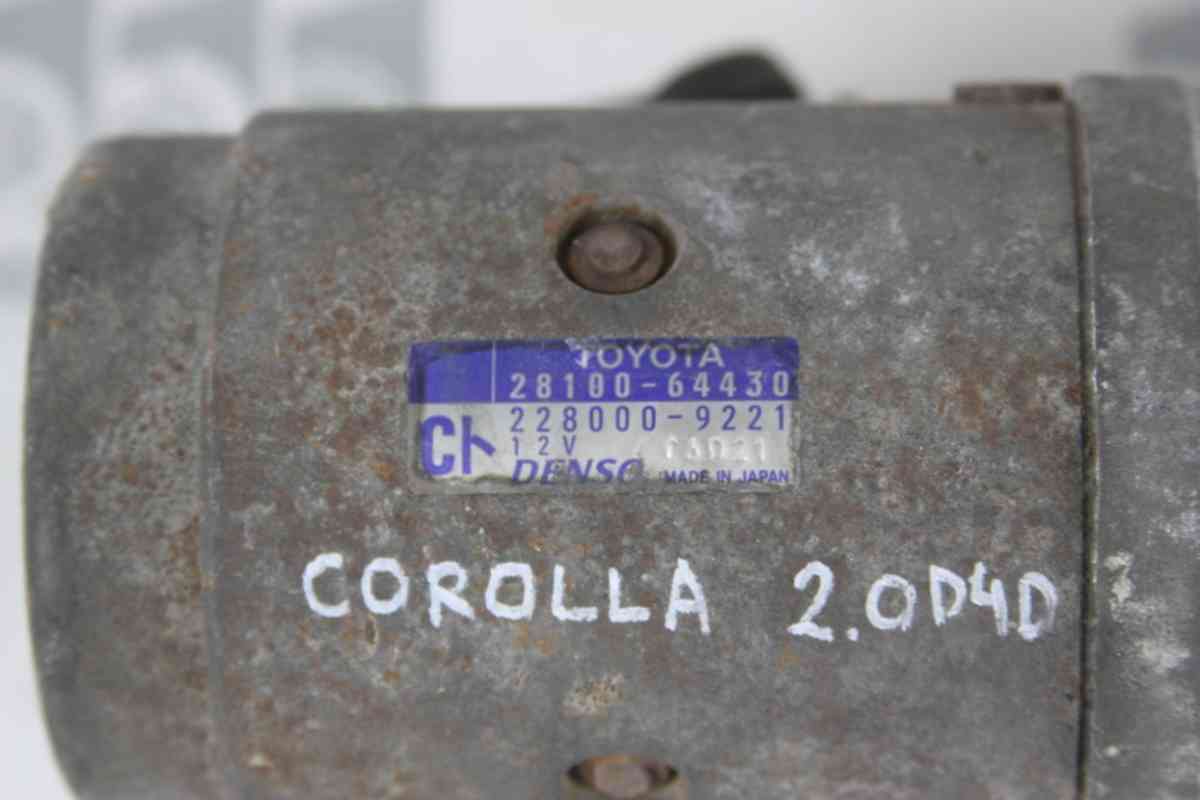 TOYOTA
28100-64430
228000-9221
12V
DENSO MADE IN JAPAN
COROLLA 2.0D4D